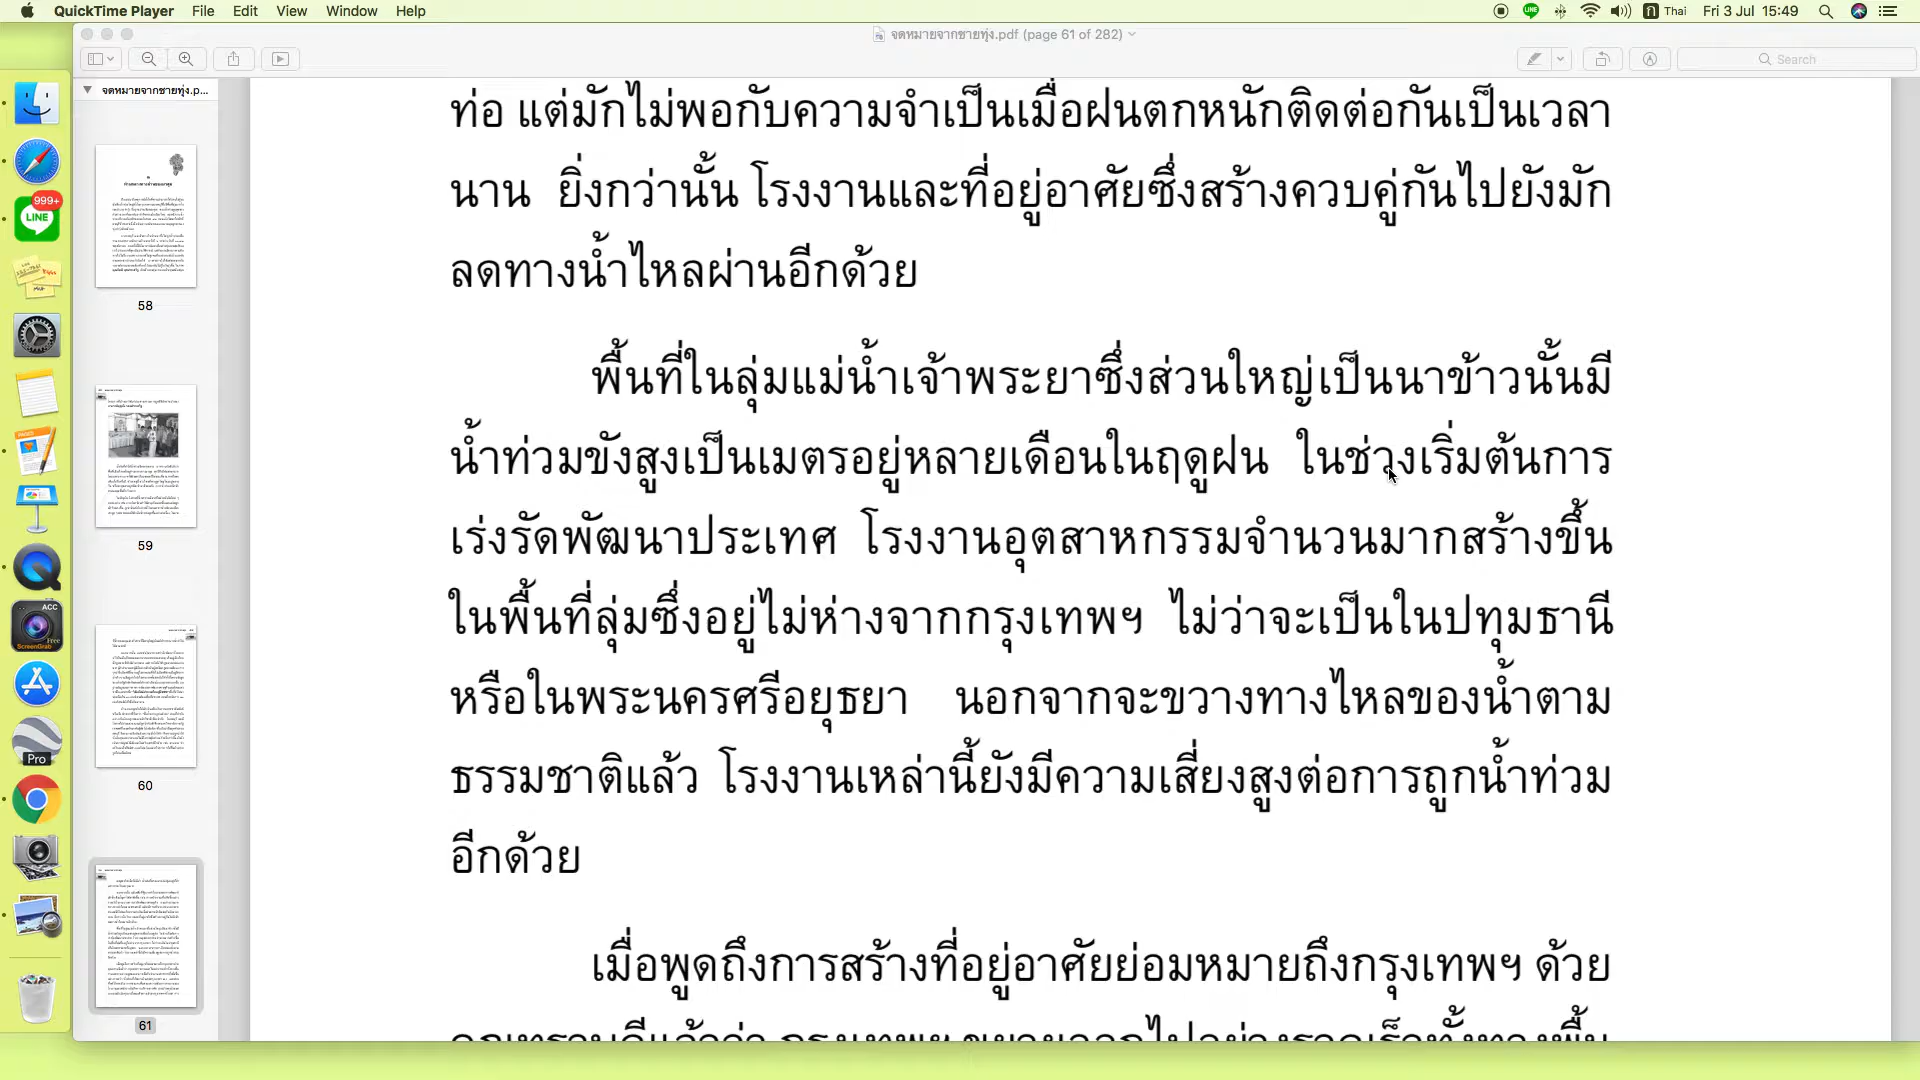 QuickTime Player File Edit View Window Help
LINE ก Thai Fri 3 Jul 15:49
จดหมายจากชายทุ่ง.pdf (page 61 of 282)
Search
จดหมายจากชายทุ่ง.p...
58
59
60
61
999+
LINE
ACC
Free
ScreenGrab
Pro
ท่อ แต่มักไม่พอกับความจำเป็นเมื่อฝนตกหนักติดต่อกันเป็นเวลา
นาน ยิ่งกว่านั้น โรงงานและที่อยู่อาศัยซึ่งสร้างควบคู่กันไปยังมัก
ลดทางน้ำไหลผ่านอีกด้วย
พื้นที่ในลุ่มแม่น้ำเจ้าพระยาซึ่งส่วนใหญ่เป็นนาข้าวนั้นมี
น้ำท่วมขังสูงเป็นเมตรอยู่หลายเดือนในฤดูฝน ในช่วงเริ่มต้นการ
เร่งรัดพัฒนาประเทศ โรงงานอุตสาหกรรมจำนวนมากสร้างขึ้น
ในพื้นที่ลุ่มซึ่งอยู่ไม่ห่างจากกรุงเทพฯ ไม่ว่าจะเป็นในปทุมธานี
หรือในพระนครศรีอยุธยา นอกจากจะขวางทางไหลของน้ำตาม
ธรรมชาติแล้ว โรงงานเหล่านี้ยังมีความเสี่ยงสูงต่อการถูกน้ำท่วม
อีกด้วย
เมื่อพูดถึงการสร้างที่อยู่อาศัยย่อมหมายถึงกรุงเทพฯ ด้วย